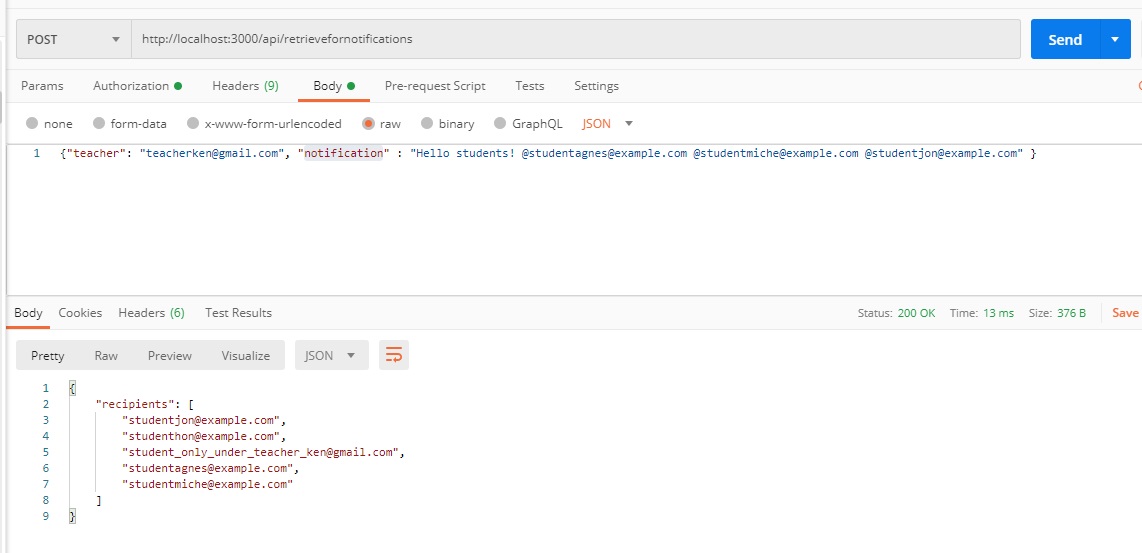 POST http://localhost:3000/api/retrievefornotifications Send
Params Authorization Headers (9) Body Pre-request Script Tests Settings
none form-data x-www-form-urlencoded raw binary GraphQL JSON
1 {"teacher": "teacherken@gmail.com", "notification" : "Hello students! @studentagnes@example.com @studentmiche@example.com @studentjon@example.com" }
Body Cookies Headers (6) Test Results Status: 200 OK Time: 13 ms Size: 376 B Save
Pretty Raw Preview Visualize JSON
1 {
2 "recipients": [
3 "studentjon@example.com",
4 "studenthon@example.com",
5 "student_only_under_teacher_ken@gmail.com",
6 "studentagnes@example.com",
7 "studentmiche@example.com"
8 ]
9 }